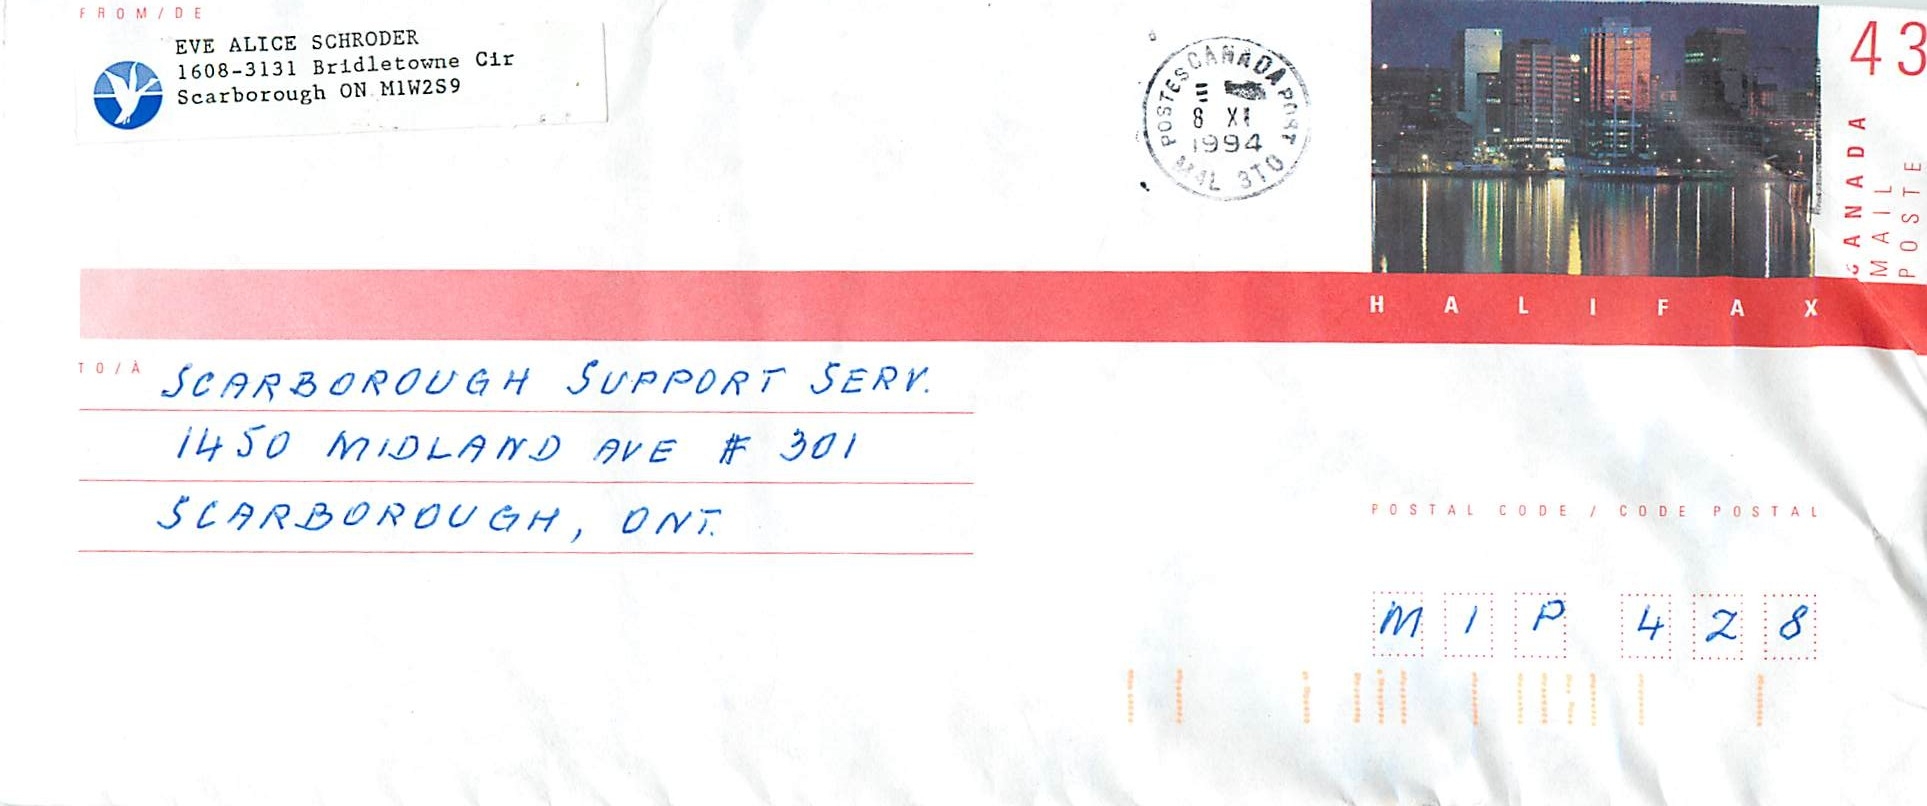 FROM/DE
EVE ALICE SCHRODER
1608-3131 Bridletowne Cir
Scarborough ON M1W2S9
POSTES CANADA POST
8 XI
1994
M4L 3T0
43
CANADA
MAIL
POSTE
HALIFAX
TO/À
SCARBOROUGH SUPPORT SERV.
1450 MIDLAND AVE # 301
SCARBOROUGH, ONT.
POSTAL CODE / CODE POSTAL
M1P 4Z8